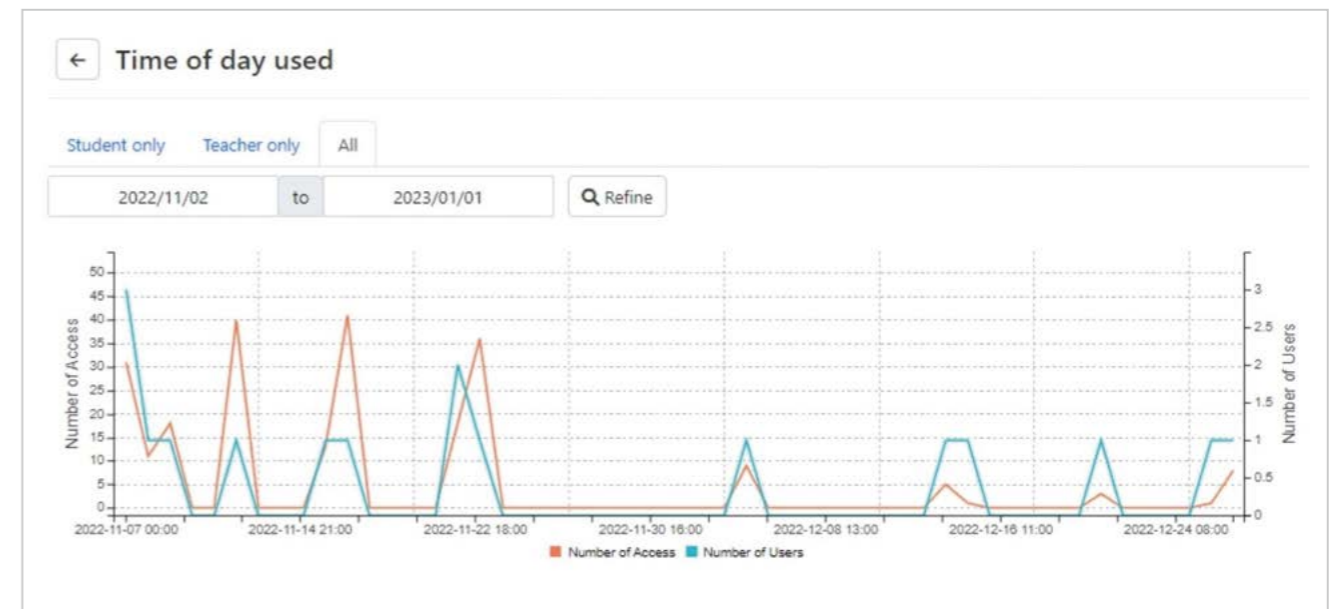 ← Time of day used
Student only Teacher only All
2022/11/02 to 2023/01/01 Refine
Number of Access
50
45
40
35
30
25
20
15
10
5
0
3
2.5
2
1.5
1
0.5
0
Number of Users
2022-11-07 00:00 2022-11-14 21:00 2022-11-22 18:00 2022-11-30 16:00 2022-12-08 13:00 2022-12-16 11:00 2022-12-24 08:00
Number of Access Number of Users